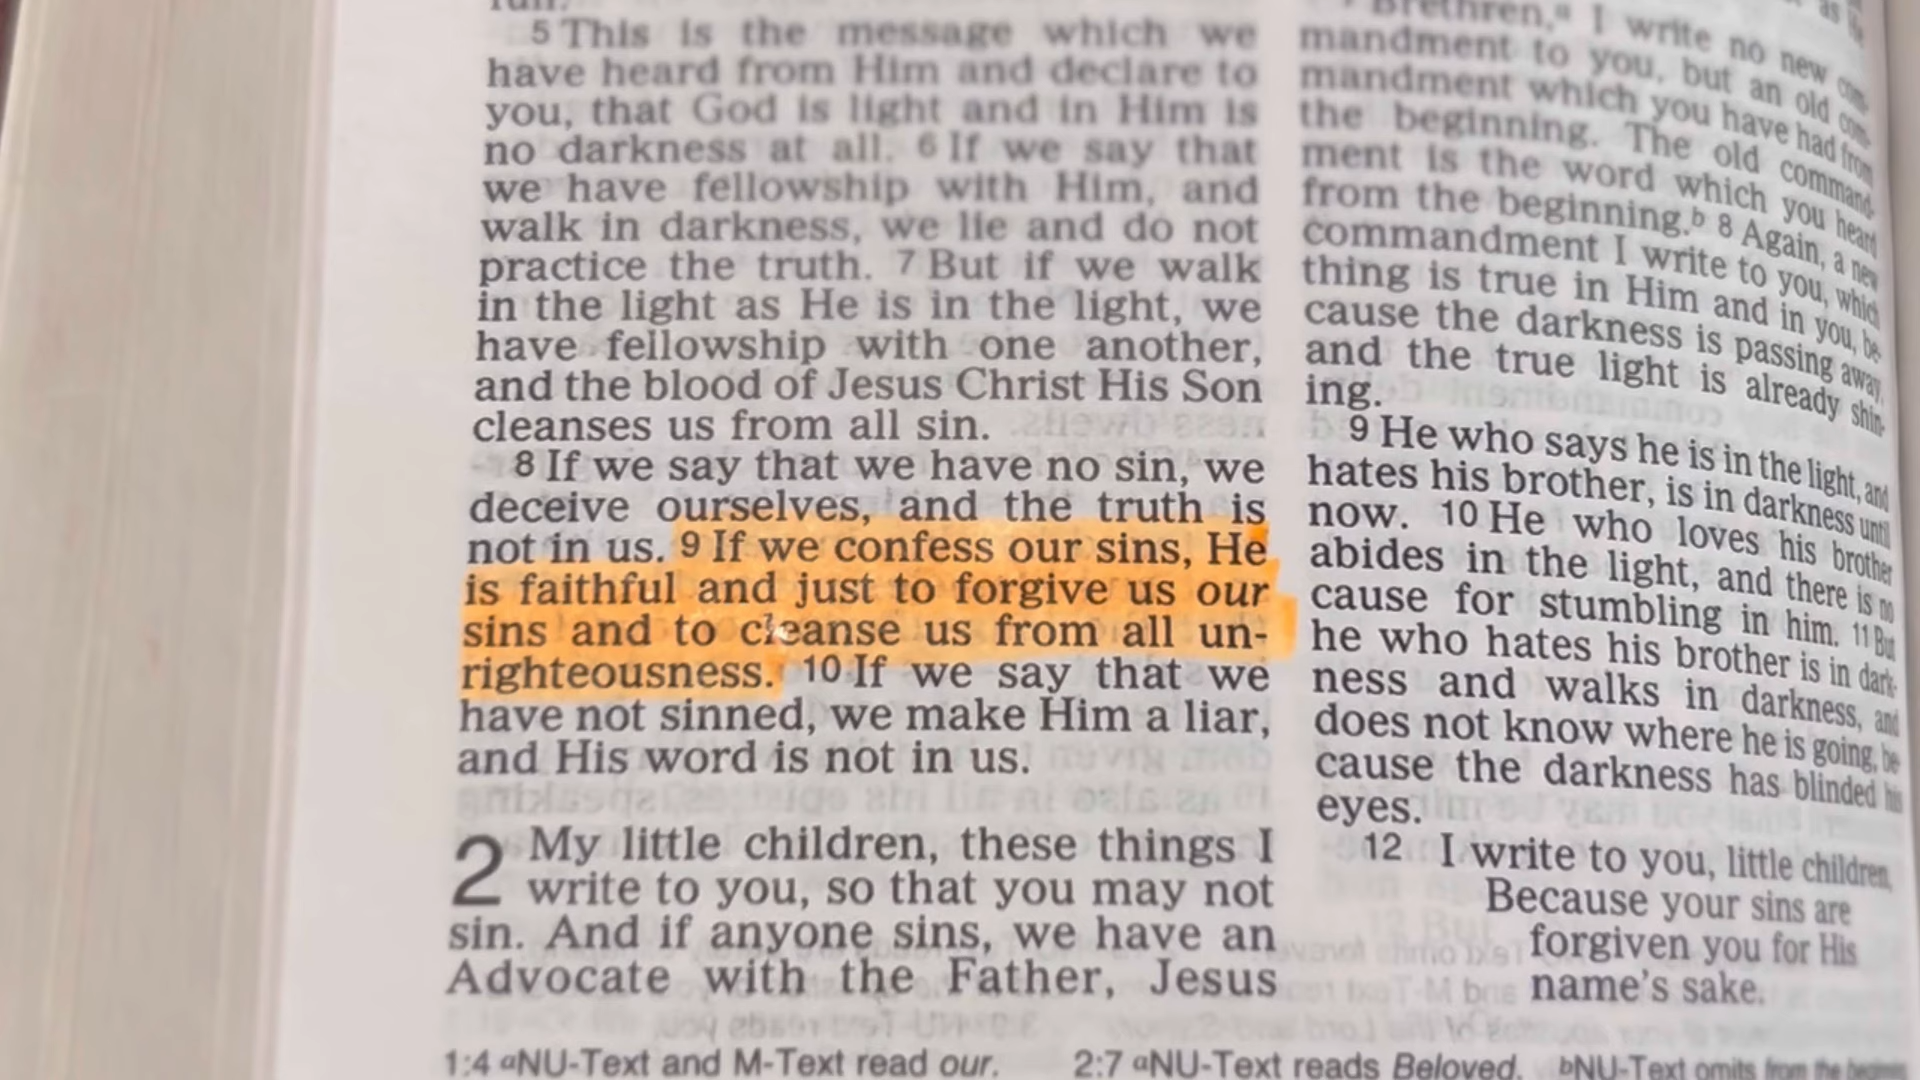 5 This is the message which we
have heard from Him and declare to
you, that God is light and in Him is
no darkness at all. 6 If we say that
we have fellowship with Him, and
walk in darkness, we lie and do not
practice the truth. 7 But if we walk
in the light as He is in the light, we
have fellowship with one another,
and the blood of Jesus Christ His Son
cleanses us from all sin.
8 If we say that we have no sin, we
deceive ourselves, and the truth is
not in us. 9 If we confess our sins, He
is faithful and just to forgive us our
sins and to cleanse us from all un-
righteousness. 10 If we say that we
have not sinned, we make Him a liar,
and His word is not in us.
2 My little children, these things I
write to you, so that you may not
sin. And if anyone sins, we have an
Advocate with the Father, Jesus
Brethren,a I write no new com-
mandment to you, but an old com-
mandment which you have had from
the beginning. The old command-
ment is the word which you heard
from the beginning.b 8 Again, a new
commandment I write to you, which
thing is true in Him and in you, be-
cause the darkness is passing away,
and the true light is already shin-
ing.
9 He who says he is in the light, and
hates his brother, is in darkness until
now. 10 He who loves his brother
abides in the light, and there is no
cause for stumbling in him. 11 But
he who hates his brother is in dark-
ness and walks in darkness, and
does not know where he is going, be-
cause the darkness has blinded his
eyes.
12 I write to you, little children,
Because your sins are
forgiven you for His
name's sake.
1:4 aNU-Text and M-Text read our.
2:7 aNU-Text reads Beloved. bNU-Text omits from the